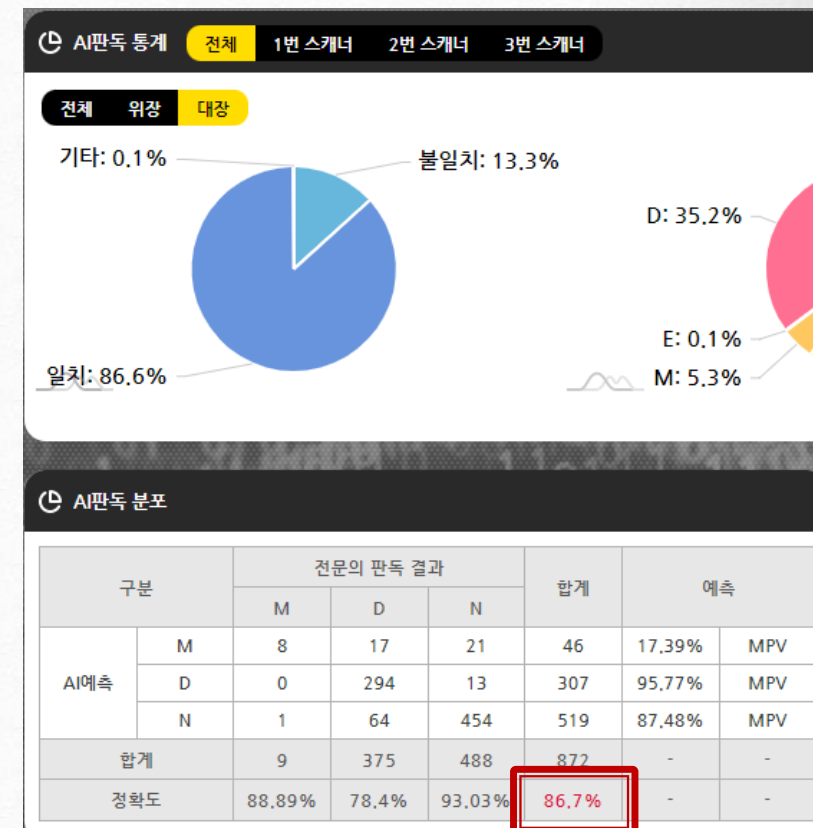 AI판독 통계 전체 1번 스캐너 2번 스캐너 3번 스캐너
전체 위장 대장
기타: 0.1%
불일치: 13.3%
일치: 86.6%
D: 35.2%
E: 0.1%
M: 5.3%
AI판독 분포
구분 전문의 판독 결과 합계 예측
M D N
AI예측 M 8 17 21 46 17.39% MPV
D 0 294 13 307 95.77% MPV
N 1 64 454 519 87.48% MPV
합계 9 375 488 872 - -
정확도 88.89% 78.4% 93.03% 86.7% - -